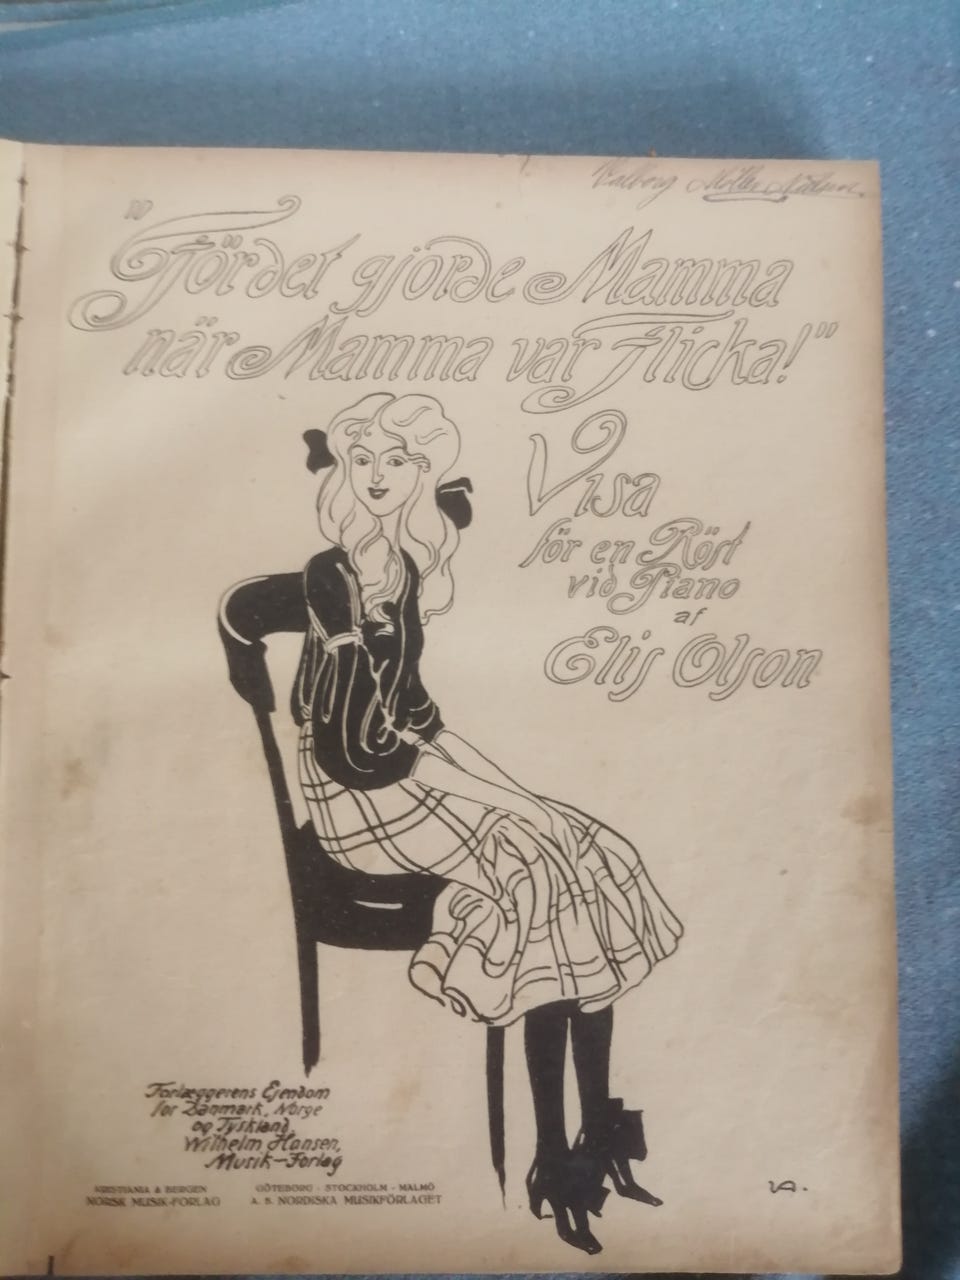 Valborg Möller Nielsen.
"För det gjorde Mamma
när Mamma var Flicka!"
Visa
för en Röst
vid Piano
af
Elis Olson
Forlæggerens Ejendom
for Danmark, Norge
og Tyskland.
Wilhelm Hansen,
Musik-Forlag
KRISTIANIA & BERGEN
NORSK MUSIK-FORLAG
GÖTEBORG - STOCKHOLM - MALMÖ
A. B. NORDISKA MUSIKFÖRLAGET